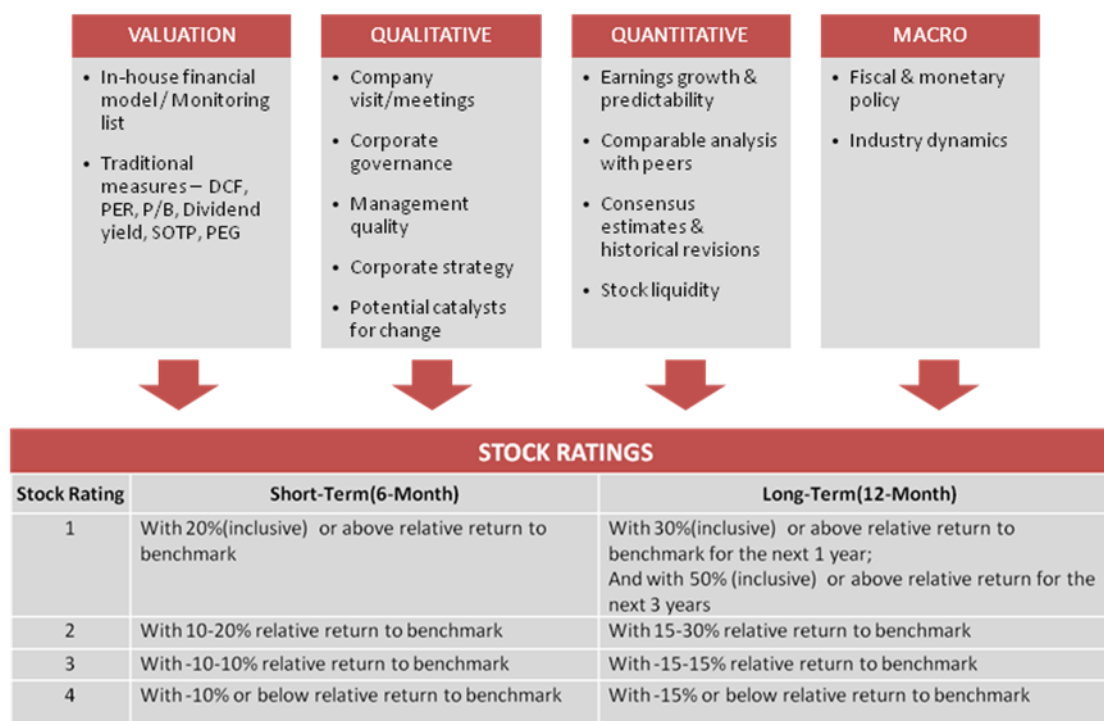 VALUATION
• In-house financial
model / Monitoring
list
• Traditional
measures – DCF,
PER, P/B, Dividend
yield, SOTP, PEG
QUALITATIVE
• Company
visit/meetings
• Corporate
governance
• Management
quality
• Corporate strategy
• Potential catalysts
for change
QUANTITATIVE
• Earnings growth &
predictability
• Comparable analysis
with peers
• Consensus
estimates &
historical revisions
• Stock liquidity
MACRO
• Fiscal & monetary
policy
• Industry dynamics
STOCK RATINGS
Stock Rating Short-Term(6-Month) Long-Term(12-Month)
1 With 20%(inclusive) or above relative return to
benchmark
With 30%(inclusive) or above relative return to
benchmark for the next 1 year;
And with 50% (inclusive) or above relative return for the
next 3 years
2 With 10-20% relative return to benchmark With 15-30% relative return to benchmark
3 With -10-10% relative return to benchmark With -15-15% relative return to benchmark
4 With -10% or below relative return to benchmark With -15% or below relative return to benchmark